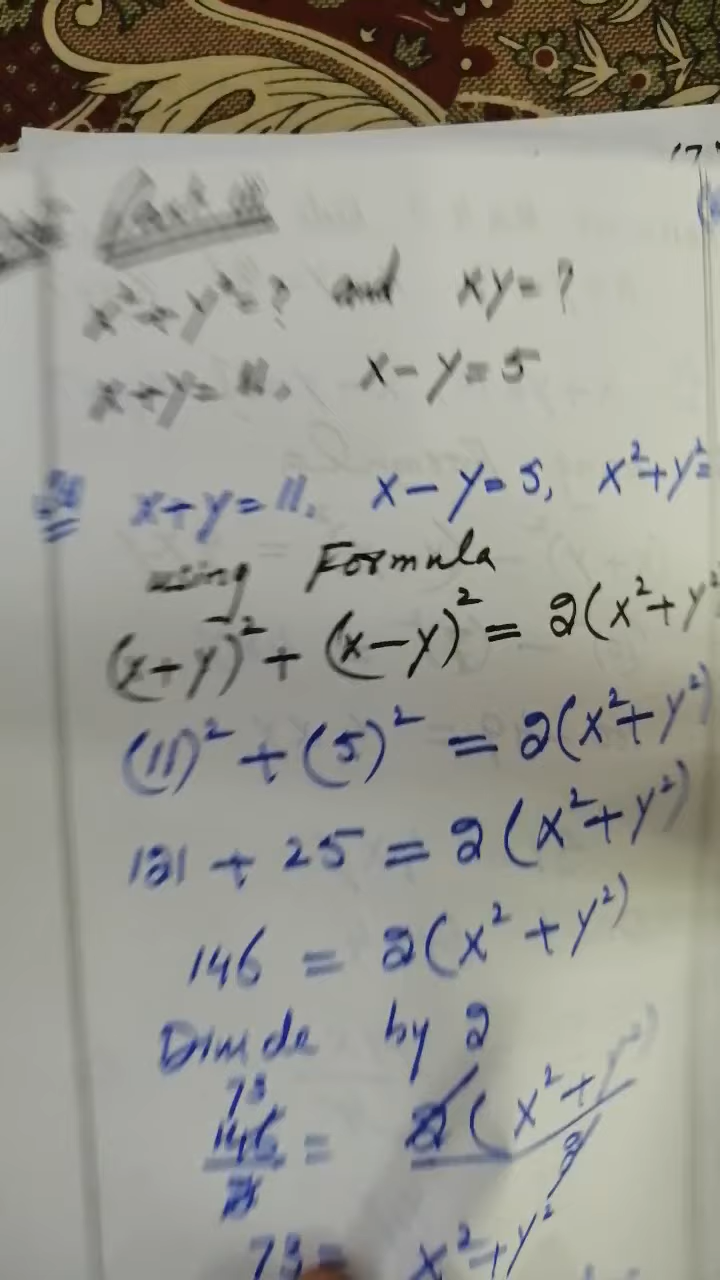 x²+y²=? and xy=?
x+y=11, x-y=5
x+y=11, x-y=5, x²+y²=
using Formula
(x+y)²+(x-y)²=2(x²+y²
(11)²+(5)²=2(x²+y²)
121+25=2(x²+y²)
146=2(x²+y²)
Divide by 2
73
146/2 = 2(x²+y²)/2
73= x²+y²